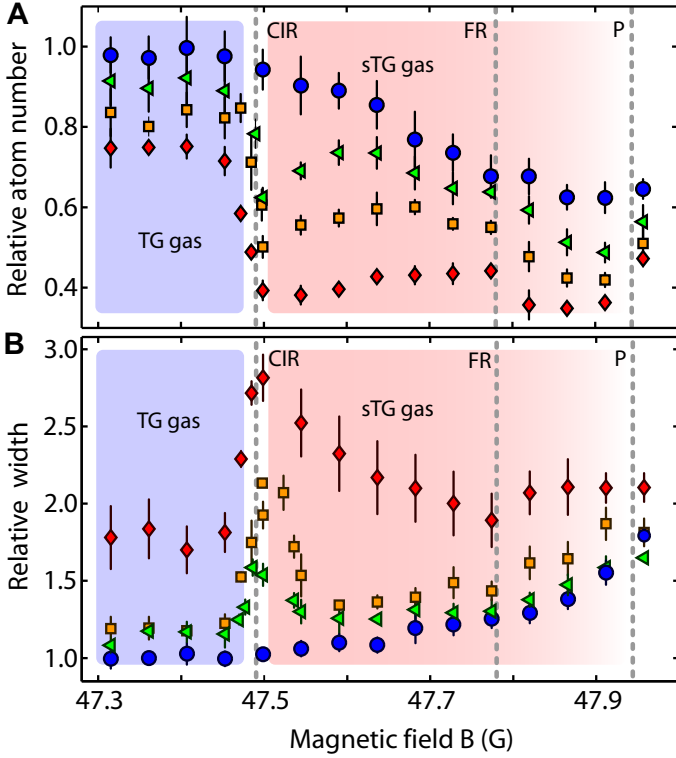 A
Relative atom number
1.0
0.8
0.6
0.4
CIR
FR
P
sTG gas
TG gas
B
Relative width
3.0
2.5
2.0
1.5
1.0
CIR
FR
P
TG gas
sTG gas
47.3
47.5
47.7
47.9
Magnetic field B (G)